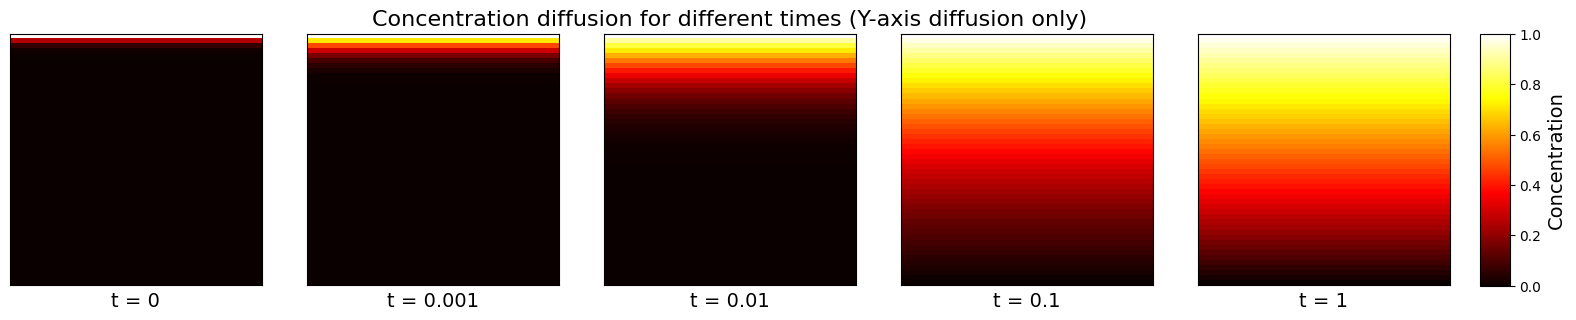 Concentration diffusion for different times (Y-axis diffusion only)
t = 0
t = 0.001
t = 0.01
t = 0.1
t = 1
1.0
0.8
0.6
0.4
0.2
0.0
Concentration